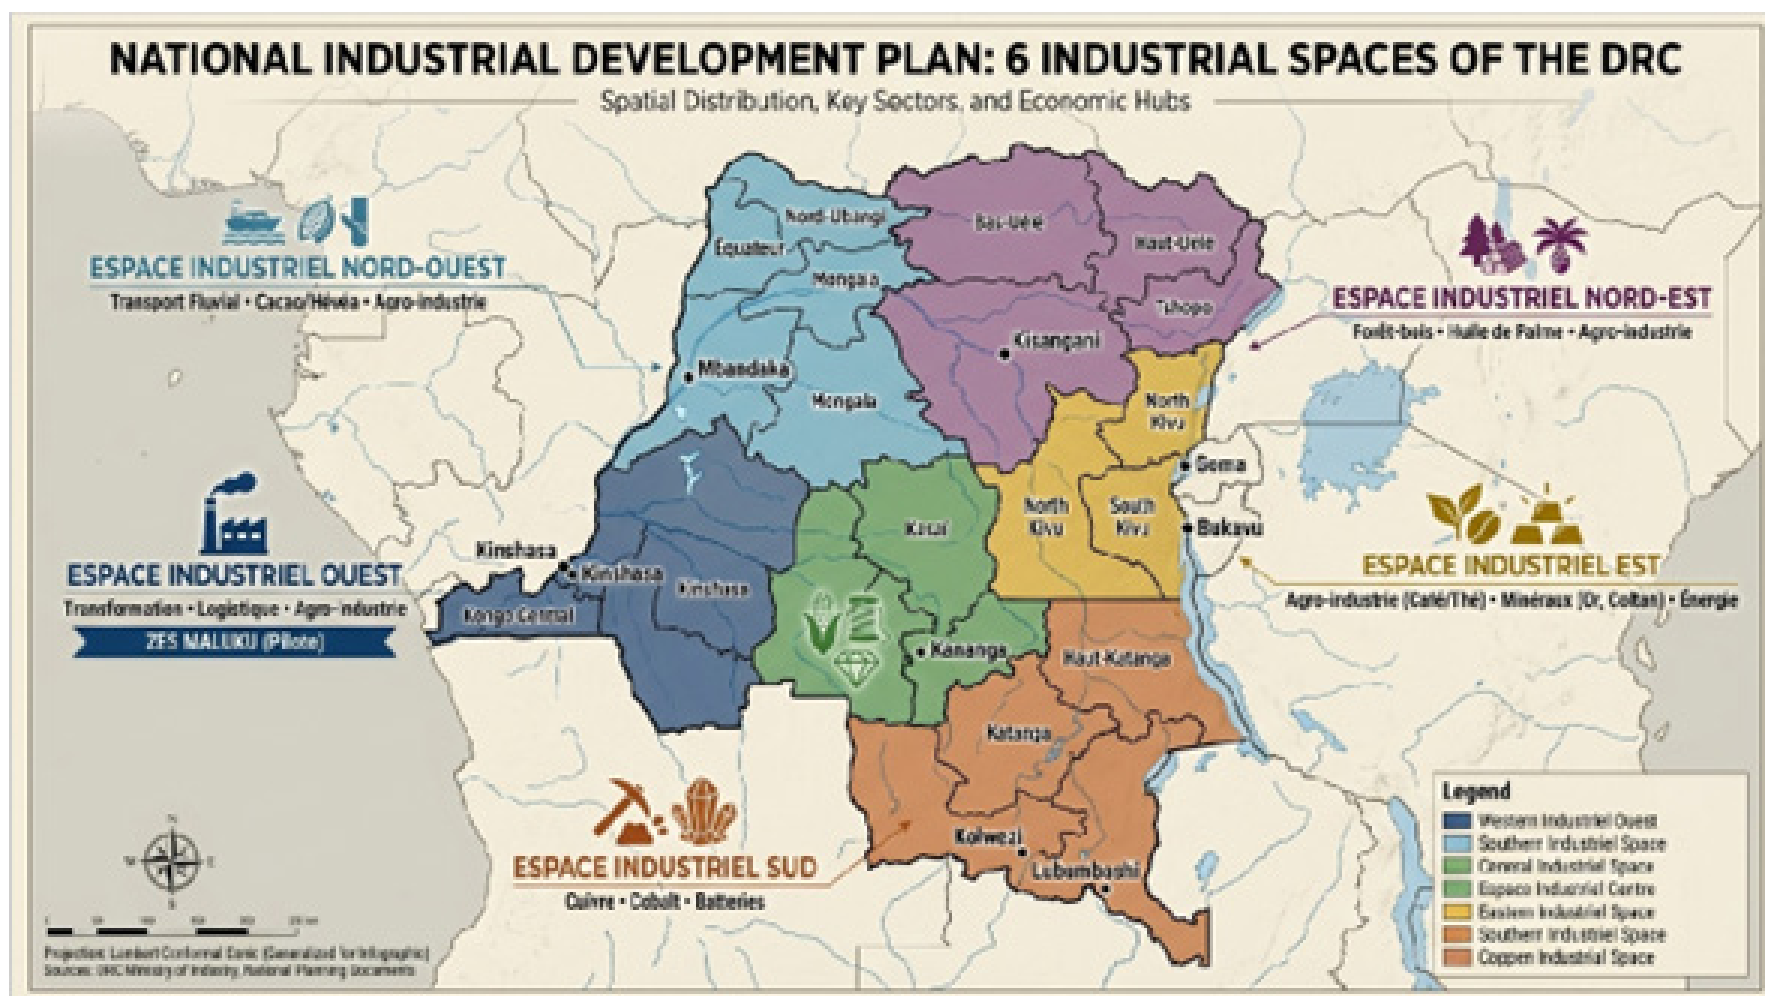 NATIONAL INDUSTRIAL DEVELOPMENT PLAN: 6 INDUSTRIAL SPACES OF THE DRC
Spatial Distribution, Key Sectors, and Economic Hubs
ESPACE INDUSTRIEL NORD-OUEST
Transport Fluvial • Cacao/Hévéa • Agro-industrie
ESPACE INDUSTRIEL NORD-EST
Forêt-bois • Huile de Palme • Agro-industrie
Nord-Ubangi
Équateur
Mongala
Bas-Uele
Haut-Uele
Tshopo
Kisangani
Mbandaka
Mongala
North
Kivu
Goma
ESPACE INDUSTRIEL OUEST
Transformation • Logistique • Agro-industrie
ZES MALUKU (Pilote)
Kinshasa
Kinshasa
Kinshasa
Kongo Central
Kasai
Kananga
North
Kivu
South
Kivu
Bukavu
ESPACE INDUSTRIEL EST
Agro-industrie (Café/Thé) • Minéraux (Or, Coltan) • Énergie
Haut-Katanga
Katanga
Kolwezi
Lubumbashi
ESPACE INDUSTRIEL SUD
Cuivre • Cobalt • Batteries
N
W
E
S
Projection: Lambert Conformal Conic (Generalized for Infographic)
Sources: DRC Ministry of Industry, National Planning Documents
Legend
Western Industriel Ouest
Southern Industriel Space
Central Industrial Space
Espace Industriel Centre
Eastern Industrial Space
Southern Industriel Space
Coppen Industrial Space